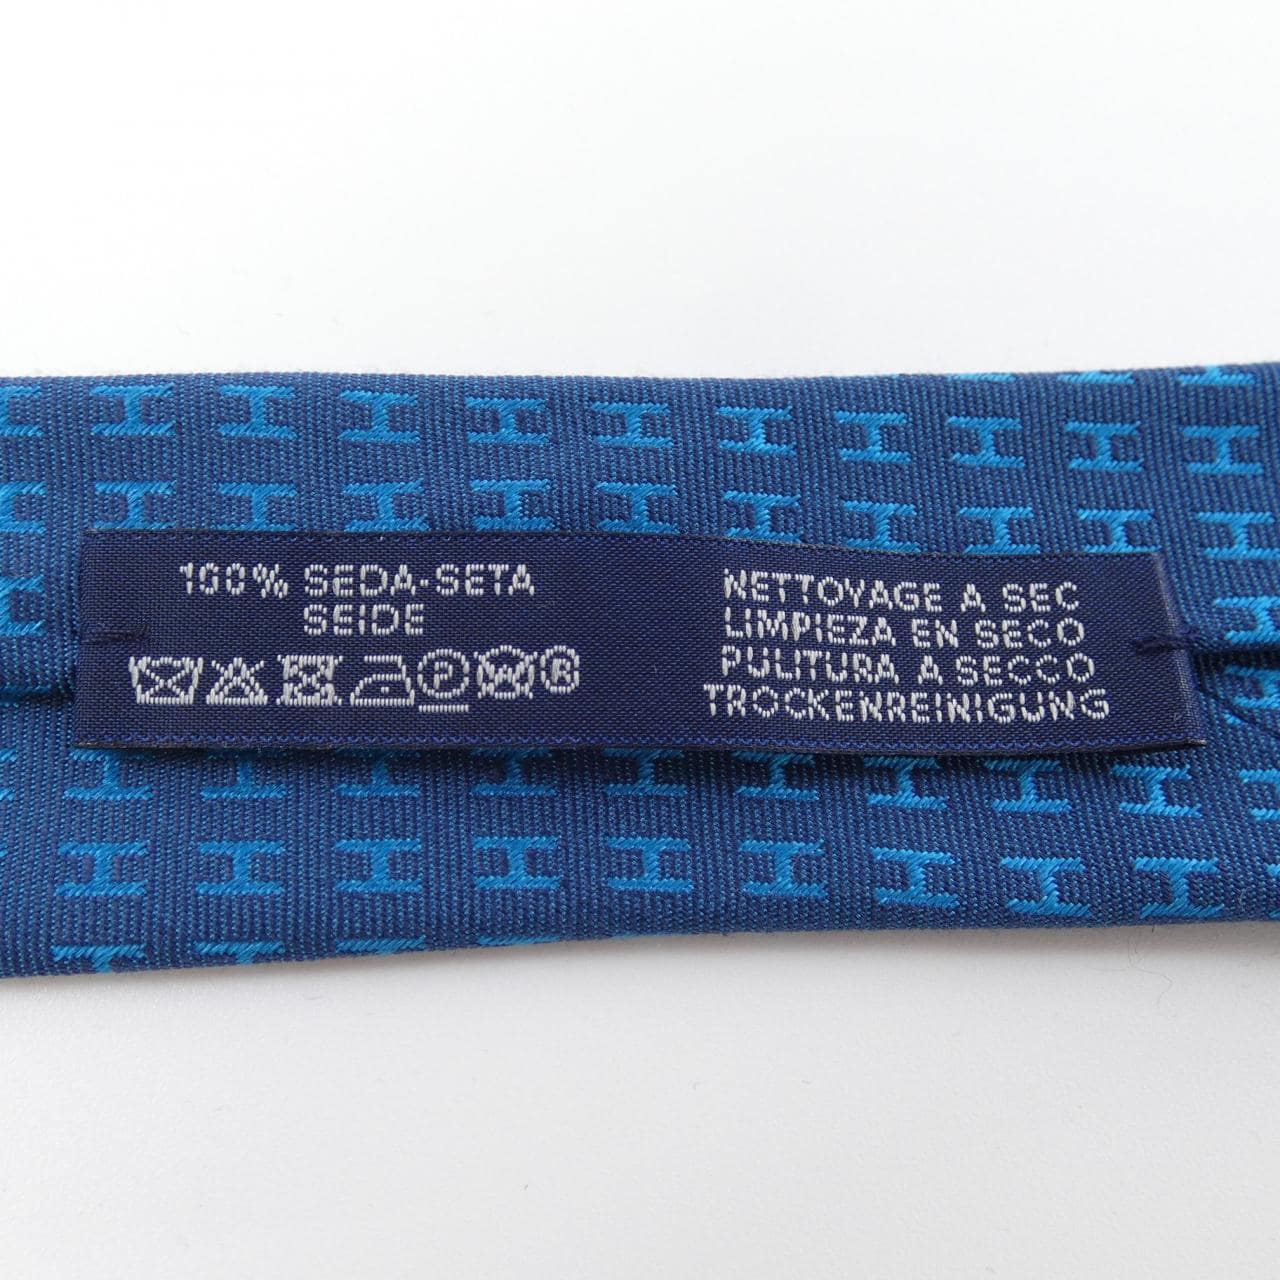 100% SEDA-SETA
SEIDE
P W R
NETTOYAGE A SEC
LIMPIEZA EN SECO
PULITURA A SECCO
TROCKENREINIGUNG